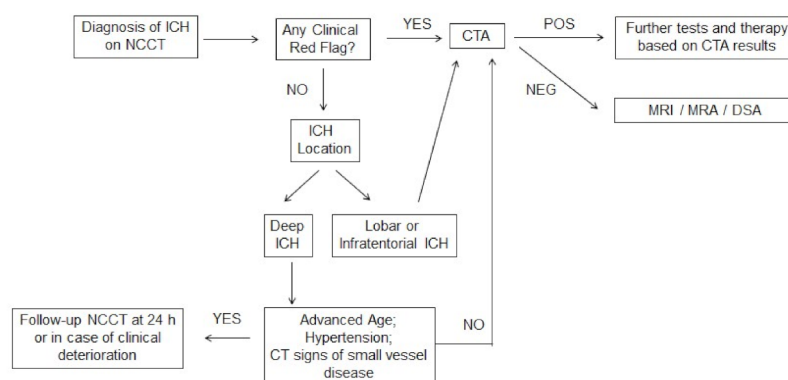 Diagnosis of ICH
on NCCT
Any Clinical
Red Flag?
YES
CTA
POS
Further tests and therapy
based on CTA results
NEG
MRI / MRA / DSA
NO
ICH
Location
Deep
ICH
Lobar or
Infratentorial ICH
Follow-up NCCT at 24 h
or in case of clinical
deterioration
YES
Advanced Age;
Hypertension;
CT signs of small vessel
disease
NO